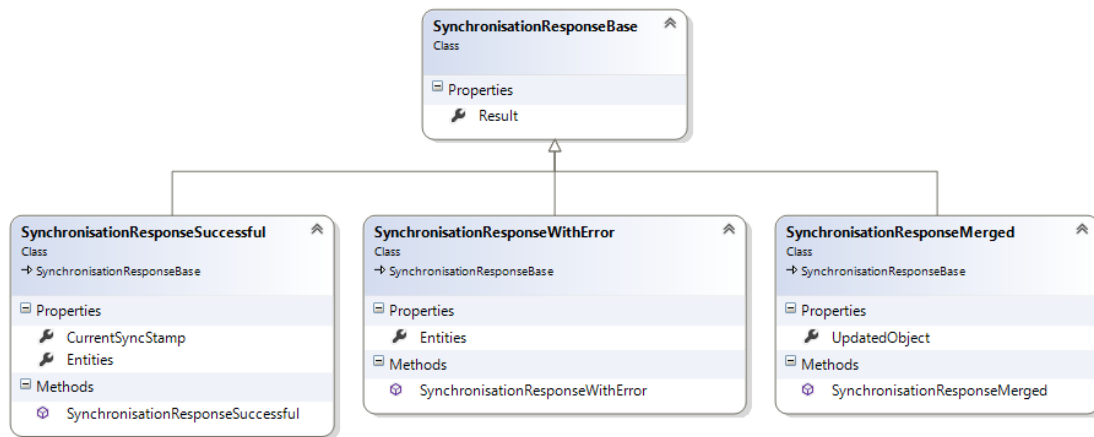 SynchronisationResponseBase
Class
Properties
Result
SynchronisationResponseSuccessful
Class
SynchronisationResponseBase
Properties
CurrentSyncStamp
Entities
Methods
SynchronisationResponseSuccessful
SynchronisationResponseWithError
Class
SynchronisationResponseBase
Properties
Entities
Methods
SynchronisationResponseWithError
SynchronisationResponseMerged
Class
SynchronisationResponseBase
Properties
UpdatedObject
Methods
SynchronisationResponseMerged